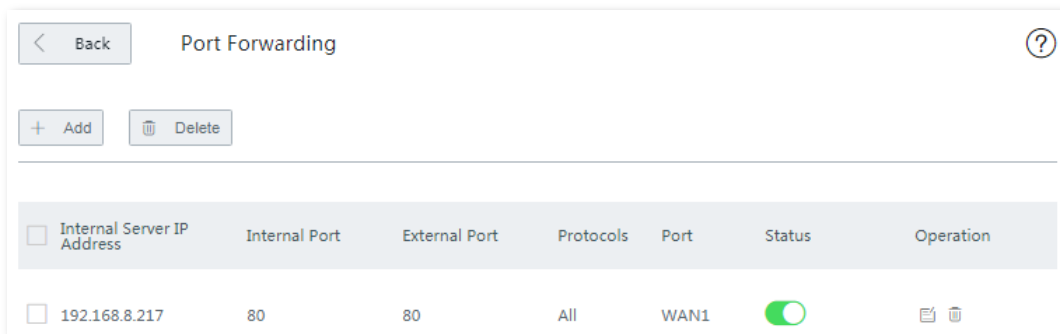 Back Port Forwarding ?
Add Delete
Internal Server IP Address Internal Port External Port Protocols Port Status Operation
192.168.8.217 80 80 All WAN1